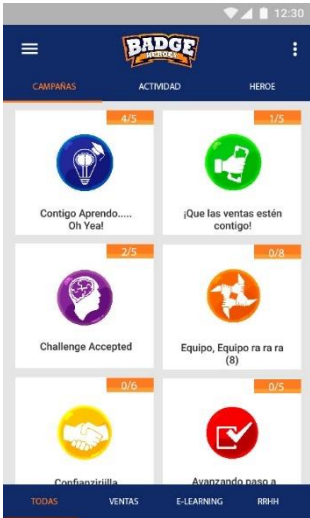 12:30
BADGE
HEROES
CAMPAÑAS ACTIVIDAD HEROE
4/5 1/5
Contigo Aprendo.....
Oh Yea!
¡Que las ventas estén
contigo!
2/5 0/8
Challenge Accepted
Equipo, Equipo ra ra ra
(8)
0/6 0/5
Confianzirijilla
Avanzando paso a
TODAS VENTAS E-LEARNING RRHH